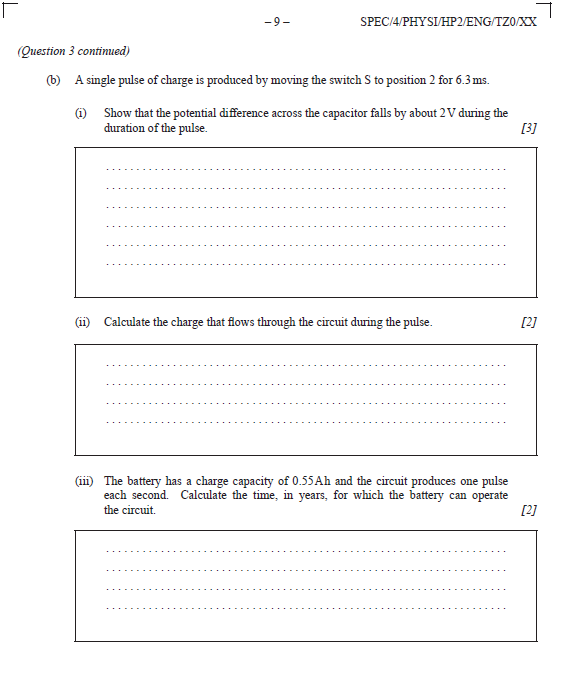 – 9 –
SPEC/4/PHYSI/HP2/ENG/TZ0/XX
(Question 3 continued)
(b) A single pulse of charge is produced by moving the switch S to position 2 for 6.3 ms.
(i) Show that the potential difference across the capacitor falls by about 2 V during the
duration of the pulse. [3]
(ii) Calculate the charge that flows through the circuit during the pulse. [2]
(iii) The battery has a charge capacity of 0.55 A h and the circuit produces one pulse
each second. Calculate the time, in years, for which the battery can operate
the circuit. [2]